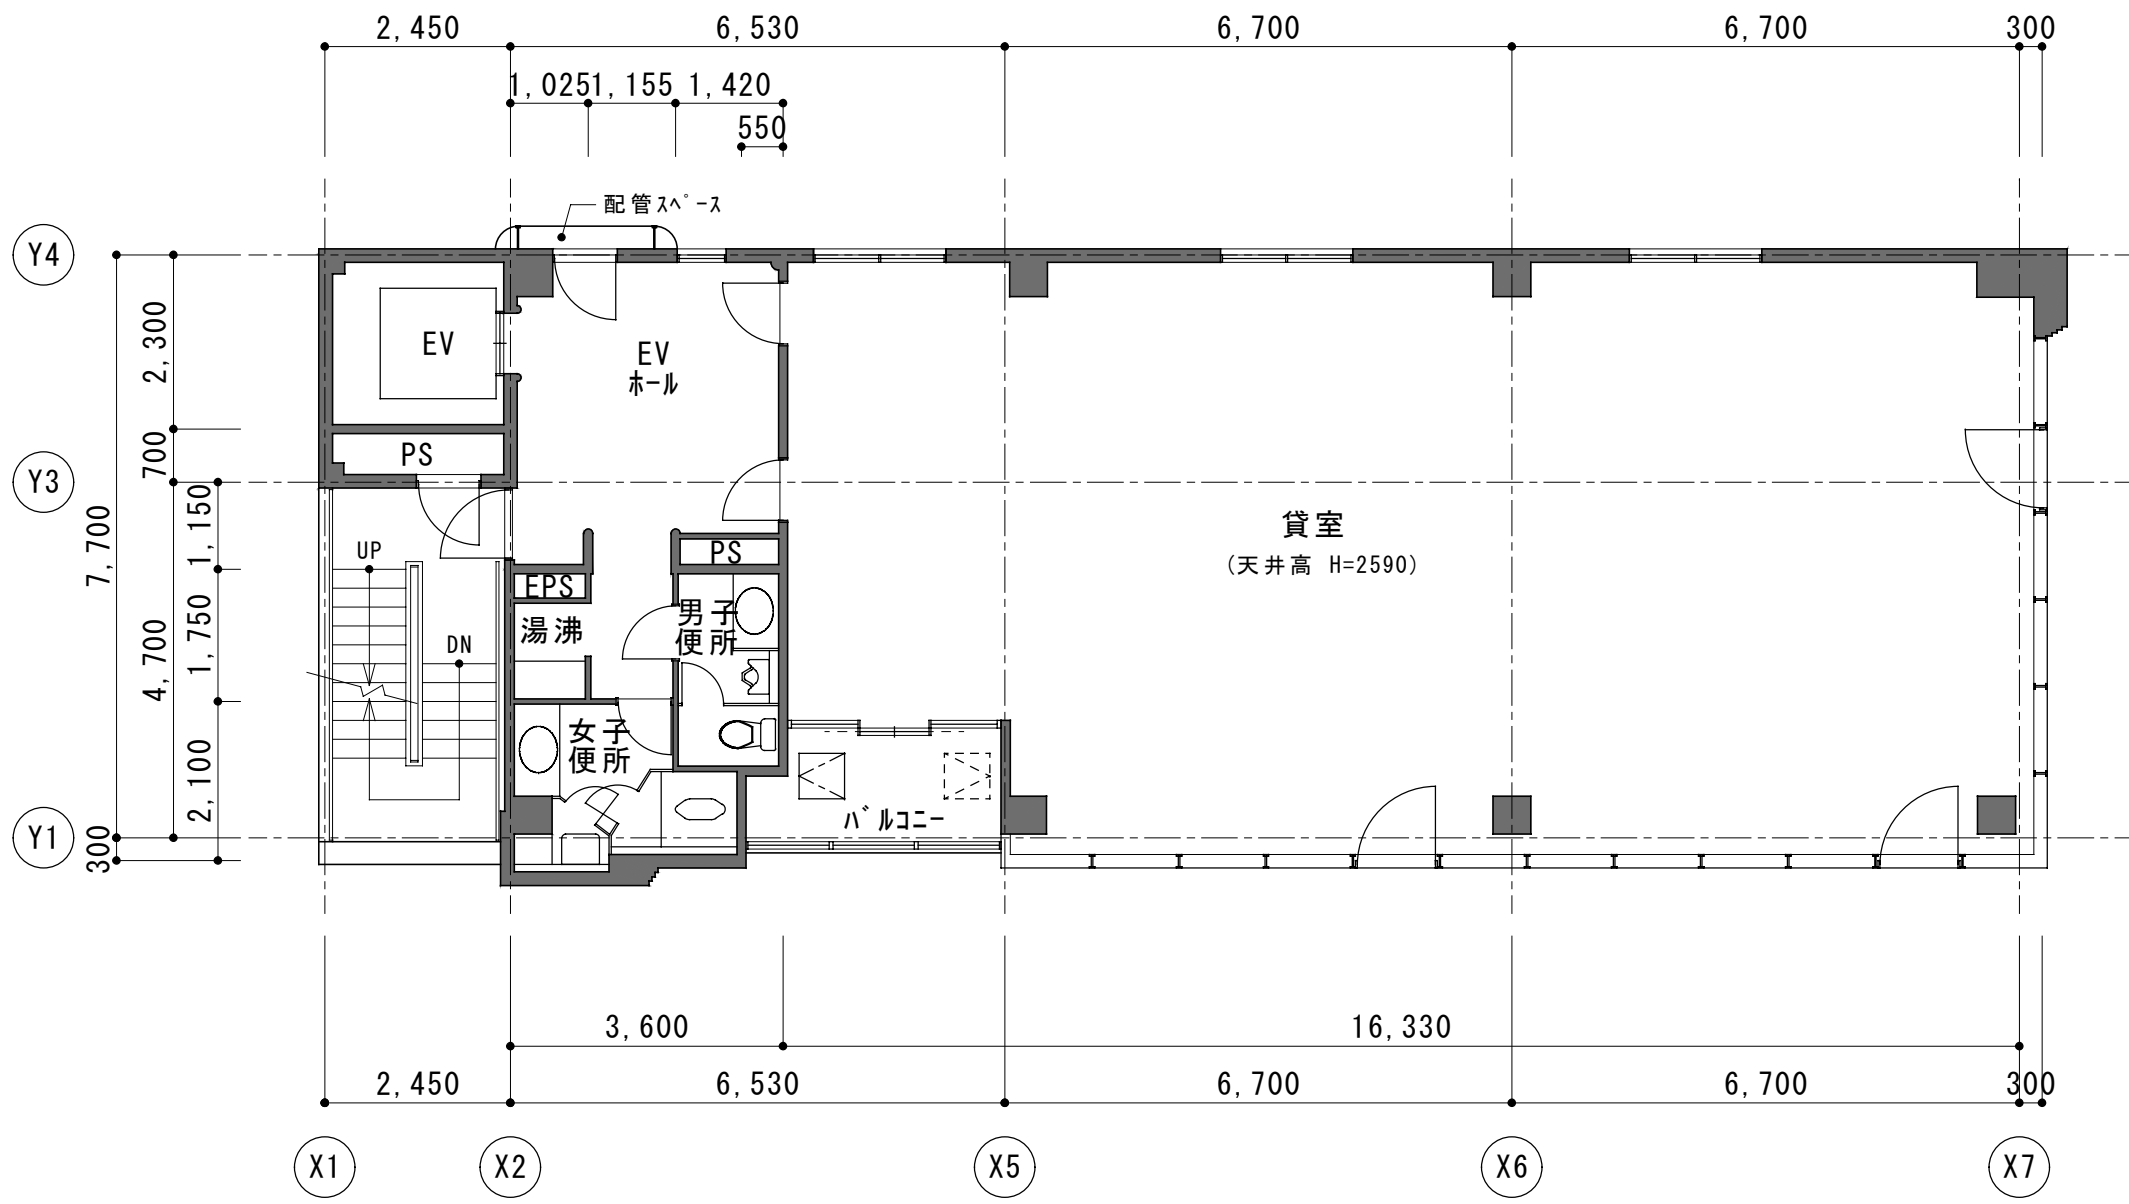 2,450
6,530
6,700
6,700
300
1,025
1,155
1,420
550
配管スペース
Y4
EV
EV
ホール
2,300
700
PS
Y3
7,700
4,700
1,150
1,750
2,100
貸室
(天井高 H=2590)
UP
PS
EPS
男子
便所
湯沸
DN
女子
便所
バルコニー
Y1
300
3,600
16,330
2,450
6,530
6,700
6,700
300
X1
X2
X5
X6
X7